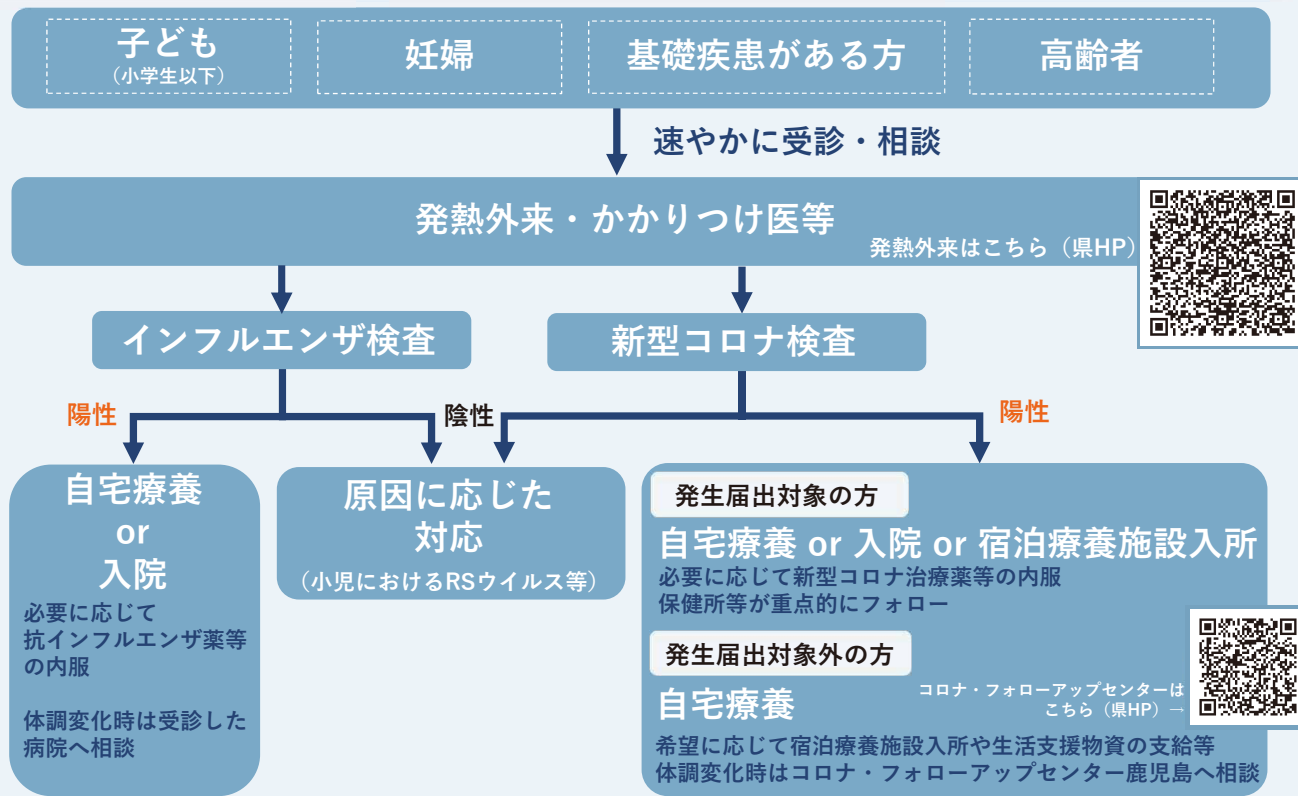 子ども
(小学生以下)
妊婦
基礎疾患がある方
高齢者
速やかに受診・相談
発熱外来・かかりつけ医等
発熱外来はこちら(県HP)
インフルエンザ検査
新型コロナ検査
陽性
陰性
陽性
自宅療養
or
入院
必要に応じて
抗インフルエンザ薬等
の内服
体調変化時は受診した
病院へ相談
原因に応じた
対応
(小児におけるRSウイルス等)
発生届出対象の方
自宅療養 or 入院 or 宿泊療養施設入所
必要に応じて新型コロナ治療薬等の内服
保健所等が重点的にフォロー
発生届出対象外の方
自宅療養
コロナ・フォローアップセンターは
こちら(県HP)→
希望に応じて宿泊療養施設入所や生活支援物資の支給等
体調変化時はコロナ・フォローアップセンター鹿児島へ相談